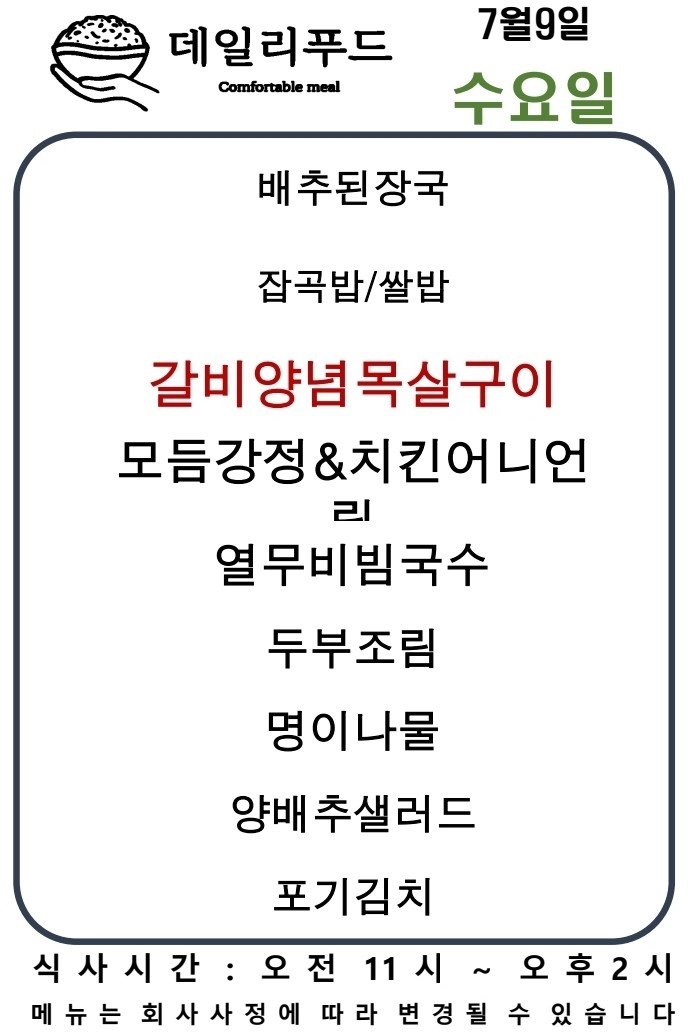 데일리푸드
Comfortable meal
7월9일
수요일
배추된장국
잡곡밥/쌀밥
갈비양념목살구이
모듬강정&치킨어니언
링
열무비빔국수
두부조림
명이나물
양배추샐러드
포기김치
식사시간 : 오전 11시 ~ 오후 2시
메뉴는 회사사정에 따라 변경될 수 있습니다